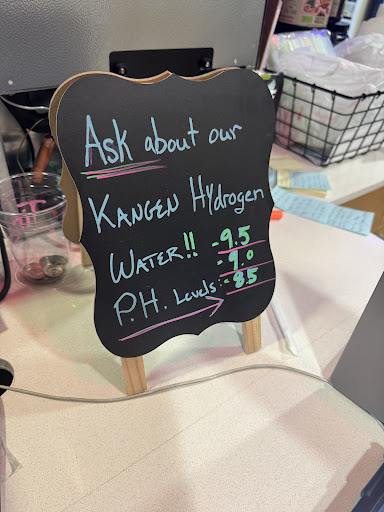 Ask about our
KANGEN HYdrogen
WATER!! -9.5
-9.0
P.H. Levels:-8.5